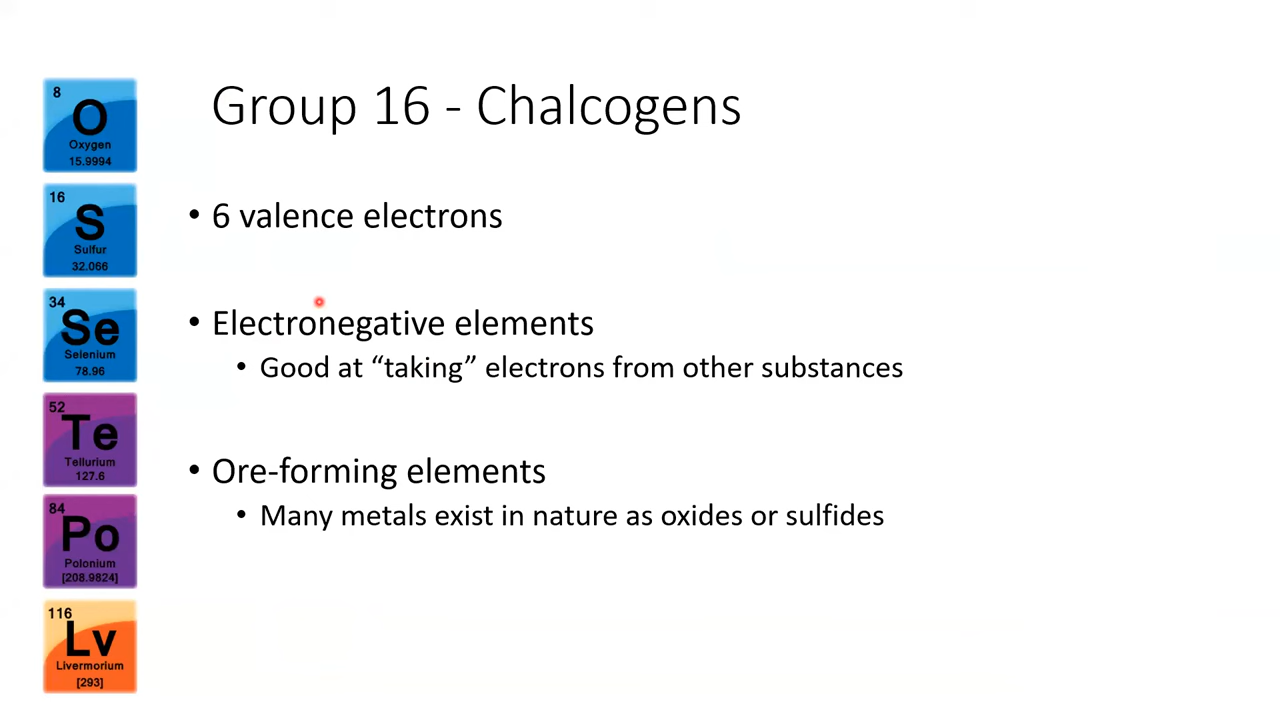 Group 16 - Chalcogens
8
O
Oxygen
15.9994
16
S
Sulfur
32.066
34
Se
Selenium
78.96
52
Te
Tellurium
127.6
84
Po
Polonium
[208.9824]
116
Lv
Livermorium
[293]
• 6 valence electrons
• Electronegative elements
• Good at “taking” electrons from other substances
• Ore-forming elements
• Many metals exist in nature as oxides or sulfides